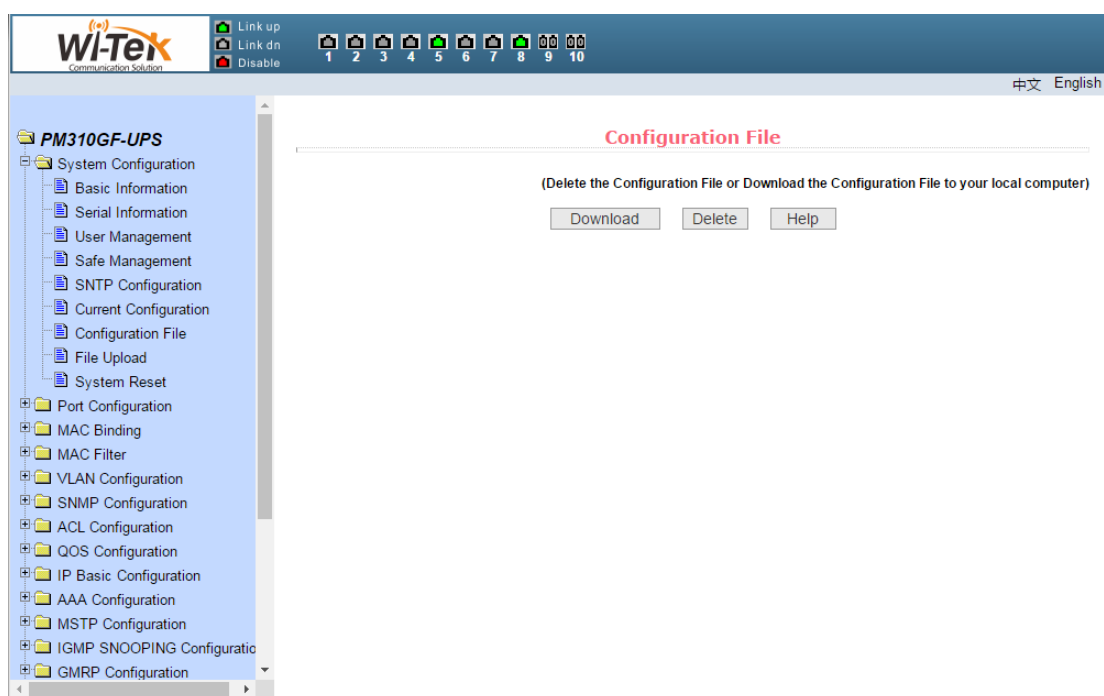 Wi-Tek
Communication Solution
Link up
Link dn
Disable
1 2 3 4 5 6 7 8 9 10
中文 English
PM310GF-UPS
System Configuration
Basic Information
Serial Information
User Management
Safe Management
SNTP Configuration
Current Configuration
Configuration File
File Upload
System Reset
Port Configuration
MAC Binding
MAC Filter
VLAN Configuration
SNMP Configuration
ACL Configuration
QOS Configuration
IP Basic Configuration
AAA Configuration
MSTP Configuration
IGMP SNOOPING Configuratio
GMRP Configuration
Configuration File
(Delete the Configuration File or Download the Configuration File to your local computer)
Download Delete Help